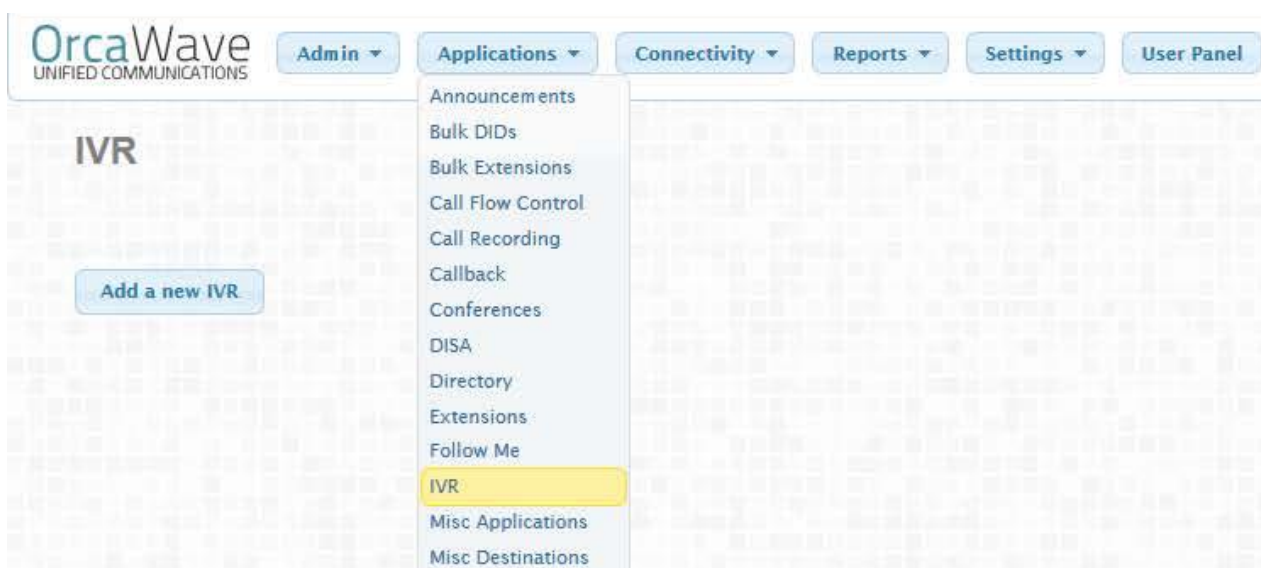 OrcaWave
UNIFIED COMMUNICATIONS
Admin Applications Connectivity Reports Settings User Panel
IVR
Add a new IVR
Announcements
Bulk DIDs
Bulk Extensions
Call Flow Control
Call Recording
Callback
Conferences
DISA
Directory
Extensions
Follow Me
IVR
Misc Applications
Misc Destinations